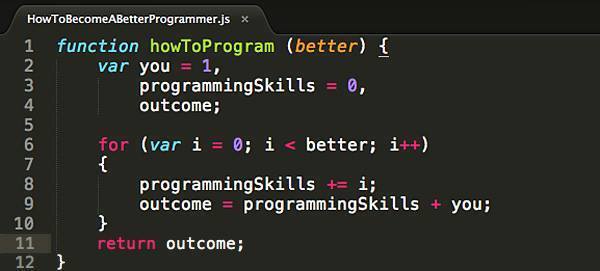 HowToBecomeABetterProgrammer.js ×
1 function howToProgram (better) {
2     var you = 1,
3         programmingSkills = 0,
4         outcome;
5
6     for (var i = 0; i < better; i++)
7     {
8         programmingSkills += i;
9         outcome = programmingSkills + you;
10     }
11     return outcome;
12 }